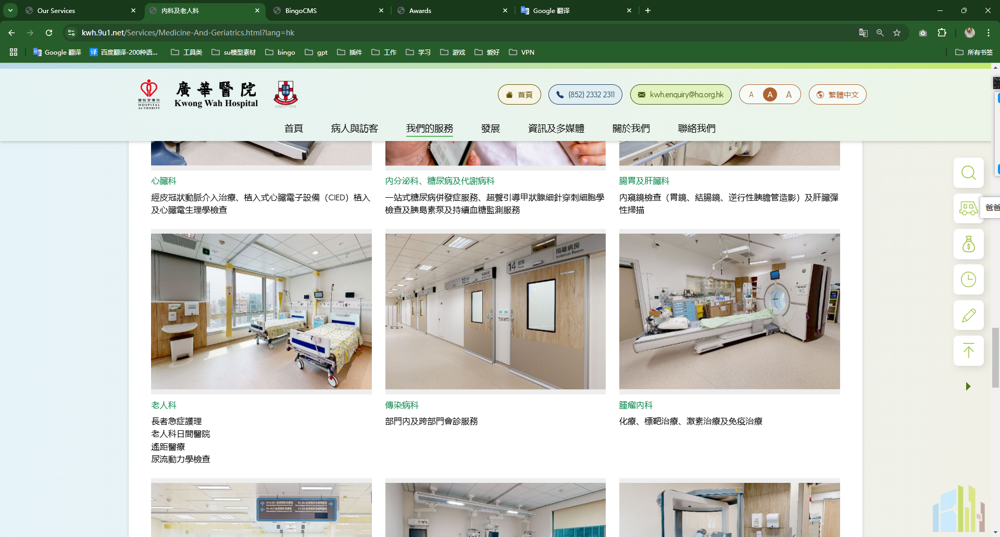 Our Services
内科及老人科
BingoCMS
Awards
Google 翻译
kwh.9u1.net/Services/Medicine-And-Geriatrics.html?lang=hk
Google 翻译
百度翻译-200种语...
工具类
su模型素材
bingo
gpt
插件
工作
学习
游戏
爱好
VPN
所有书签
醫院管理局
HOSPITAL
AUTHORITY
廣華醫院
Kwong Wah Hospital
首頁
(852) 2332 2311
kwh.enquiry@ha.org.hk
A A A
繁體中文
首頁
病人與訪客
我們的服務
發展
資訊及多媒體
關於我們
聯絡我們
心臟科
經皮冠狀動脈介入治療、植入式心臟電子設備（CIED）植入
及心臟電生理學檢查
內分泌科、糖尿病及代謝病科
一站式糖尿病併發症服務、超聲引導甲狀腺細針穿刺細胞學
檢查及胰島素泵及持續血糖監測服務
腸胃及肝臟科
內窺鏡檢查（胃鏡、結腸鏡、逆行性胰膽管造影）及肝臟彈
性掃描
爸爸
13
14 號房
Room
隔離病房
Isolation Room
老人科
長者急症護理
老人科日間醫院
遙距醫療
尿流動力學檢查
傳染病科
部門內及跨部門會診服務
腫瘤內科
化療、標靶治療、激素治療及免疫治療